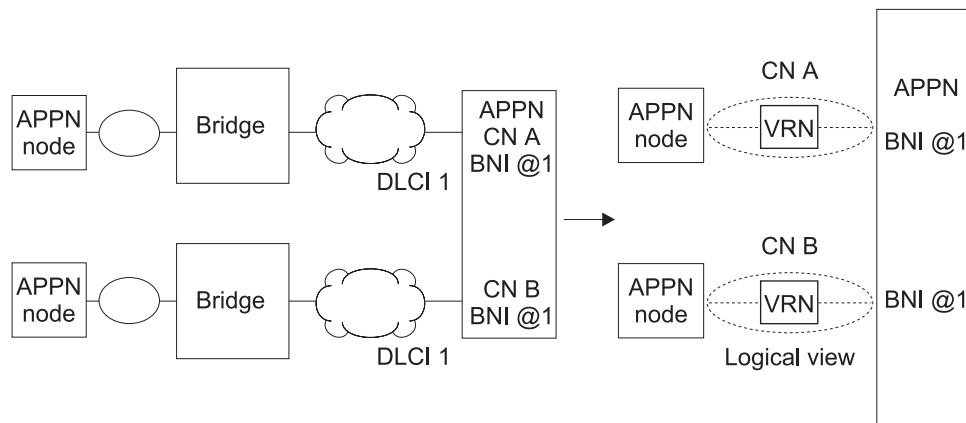 APPN
node
Bridge
DLCI 1
APPN
CN A
BNI @1
APPN
node
Bridge
DLCI 1
CN B
BNI @1
CN A
APPN
node
VRN
APPN
BNI @1
CN B
APPN
node
VRN
BNI @1
Logical view